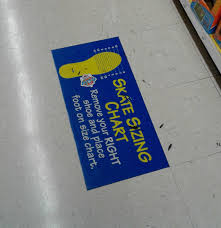 SKATE SIZING
CHART
Remove your RIGHT
shoe and place
foot on size chart.